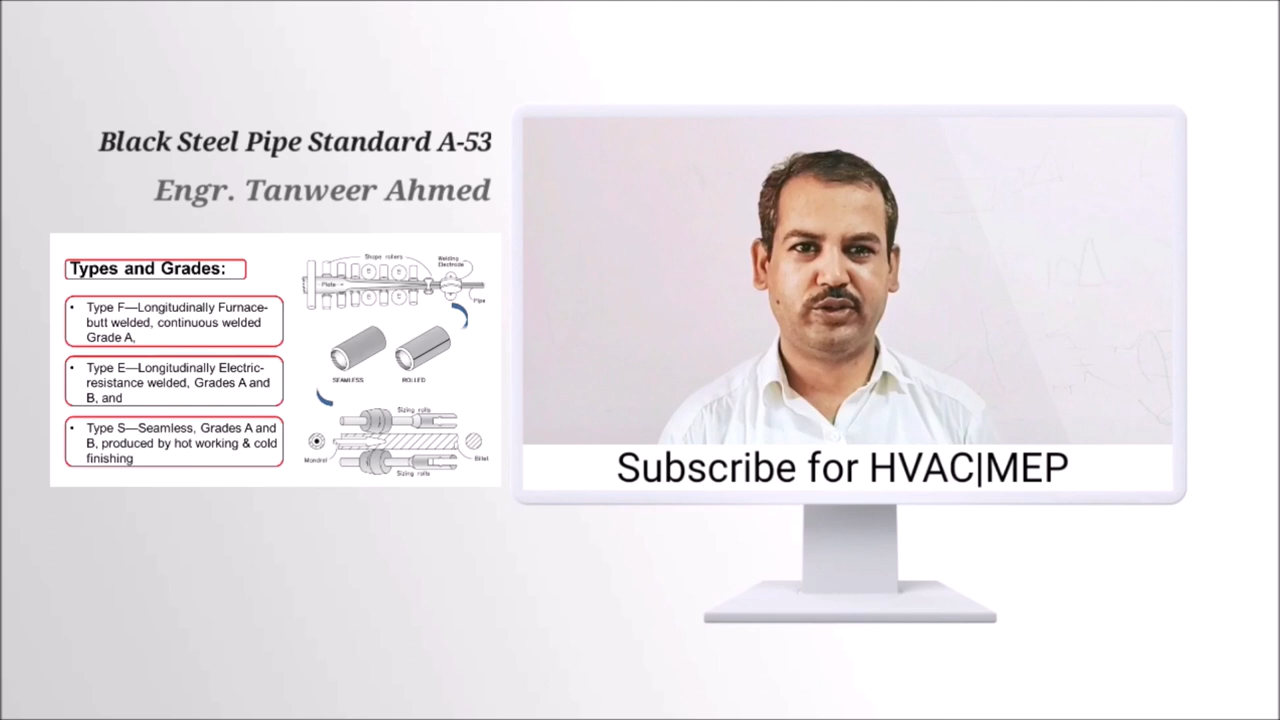 Black Steel Pipe Standard A-53
Engr. Tanweer Ahmed
Types and Grades:
• Type F—Longitudinally Furnace-
butt welded, continuous welded
Grade A,
• Type E—Longitudinally Electric-
resistance welded, Grades A and
B, and
• Type S—Seamless, Grades A and
B, produced by hot working & cold
finishing
Shape rollers
Welding
Electrode
Plate
Pipe
SEAMLESS
ROLLED
Sizing rolls
Mandrel
Billet
Sizing rolls
Subscribe for HVAC|MEP